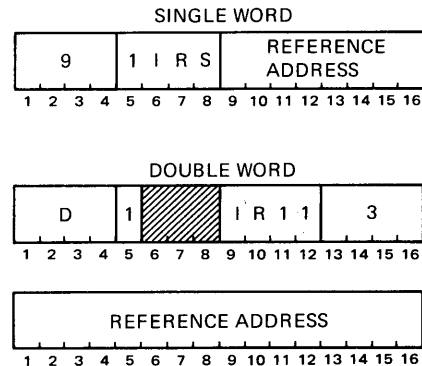 SINGLE WORD
9 1 I R S REFERENCE
ADDRESS
1 2 3 4 5 6 7 8 9 10 11 12 13 14 15 16
DOUBLE WORD
D 1 I R 1 1 3
1 2 3 4 5 6 7 8 9 10 11 12 13 14 15 16
REFERENCE ADDRESS
1 2 3 4 5 6 7 8 9 10 11 12 13 14 15 16